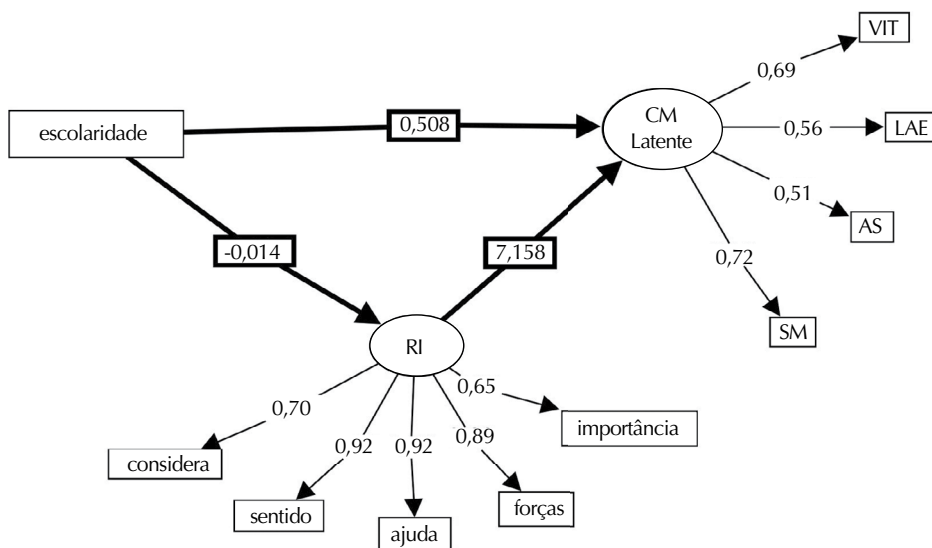 VIT
0,69
CM
Latente
escolaridade
0,508
0,56
LAE
0,51
AS
-0,014
7,158
0,72
SM
RI
0,65
0,70
importância
0,92
0,92
0,89
considera
sentido
forças
ajuda